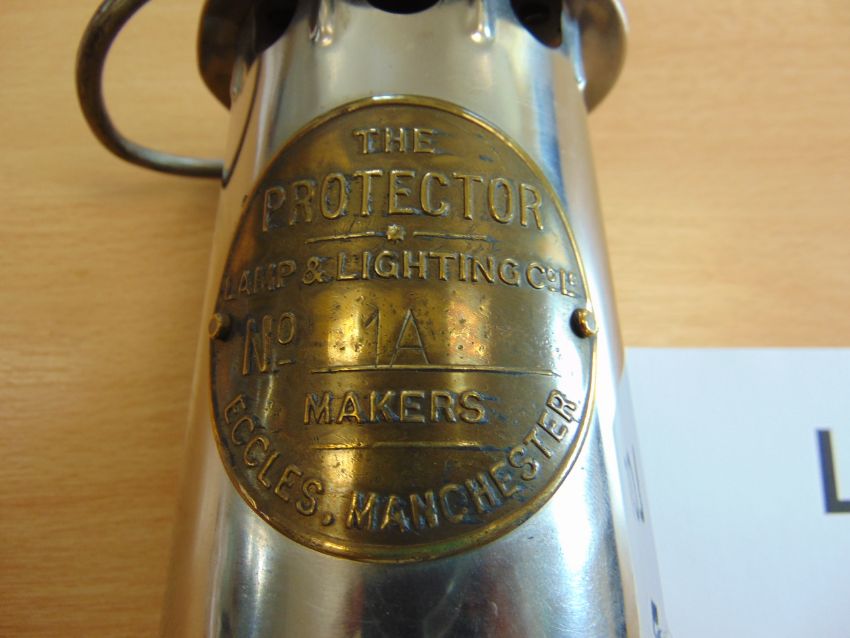 THE
PROTECTOR
LAMP & LIGHTING Co Ld
No 1A
MAKERS
ECCLES, MANCHESTER
L